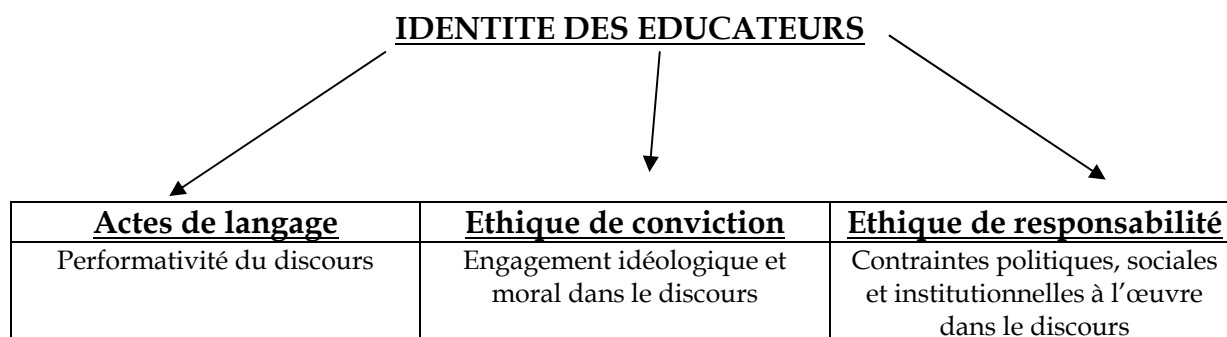 IDENTITE DES EDUCATEURS
Actes de langage
Ethique de conviction
Ethique de responsabilité
Performativité du discours
Engagement idéologique et
moral dans le discours
Contraintes politiques, sociales
et institutionnelles à l’œuvre
dans le discours